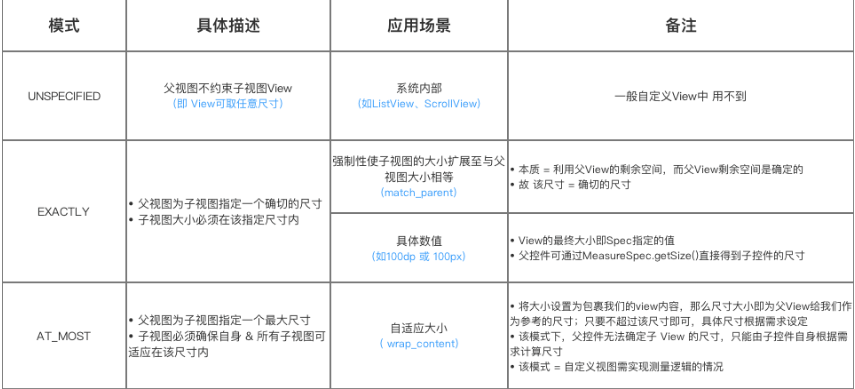 模式
具体描述
应用场景
备注
UNSPECIFIED
父视图不约束子视图View
(即 View可取任意尺寸)
系统内部
(如ListView、ScrollView)
一般自定义View中 用不到
EXACTLY
• 父视图为子视图指定一个确切的尺寸
• 子视图大小必须在该指定尺寸内
强制性使子视图的大小扩展至与父
视图大小相等
(match_parent)
• 本质 = 利用父View的剩余空间，而父View剩余空间是确定的
• 故 该尺寸 = 确切的尺寸
具体数值
(如100dp 或 100px)
• View的最终大小即Spec指定的值
• 父控件可通过MeasureSpec.getSize()直接得到子控件的尺寸
AT_MOST
• 父视图为子视图指定一个最大尺寸
• 子视图必须确保自身 & 所有子视图可
适应在该尺寸内
自适应大小
( wrap_content)
• 将大小设置为包裹我们的view内容，那么尺寸大小即为父View给我们作
为参考的尺寸；只要不超过该尺寸即可，具体尺寸根据需求设定
• 该模式下，父控件无法确定子 View 的尺寸，只能由子控件自身根据需
求计算尺寸
• 该模式 = 自定义视图需实现测量逻辑的情况